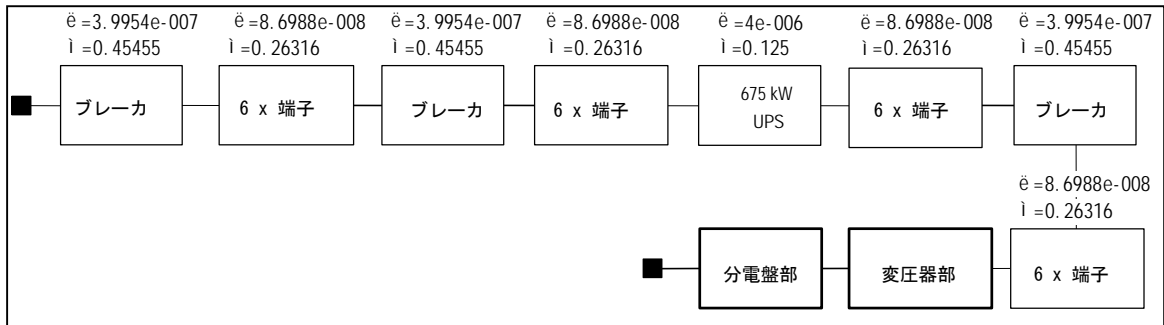 ë =3.9954e-007
ì =0.45455
ブレーカ
ë =8.6988e-008
ì =0.26316
6 x 端子
ë =3.9954e-007
ì =0.45455
ブレーカ
ë =8.6988e-008
ì =0.26316
6 x 端子
ë =4e-006
ì =0.125
675 kW
UPS
ë =8.6988e-008
ì =0.26316
6 x 端子
ë =3.9954e-007
ì =0.45455
ブレーカ
ë =8.6988e-008
ì =0.26316
6 x 端子
変圧器部
分電盤部